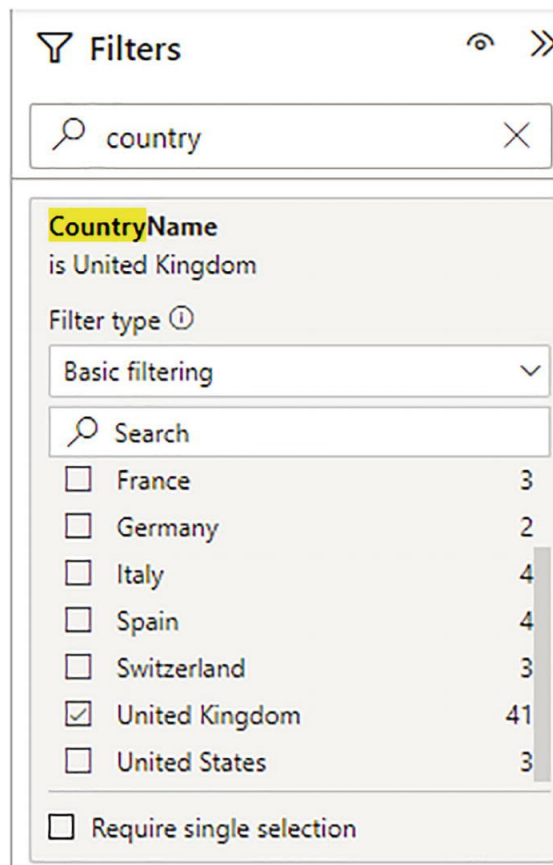 Filters
country
CountryName
is United Kingdom
Filter type
Basic filtering
Search
France 3
Germany 2
Italy 4
Spain 4
Switzerland 3
United Kingdom 41
United States 3
Require single selection